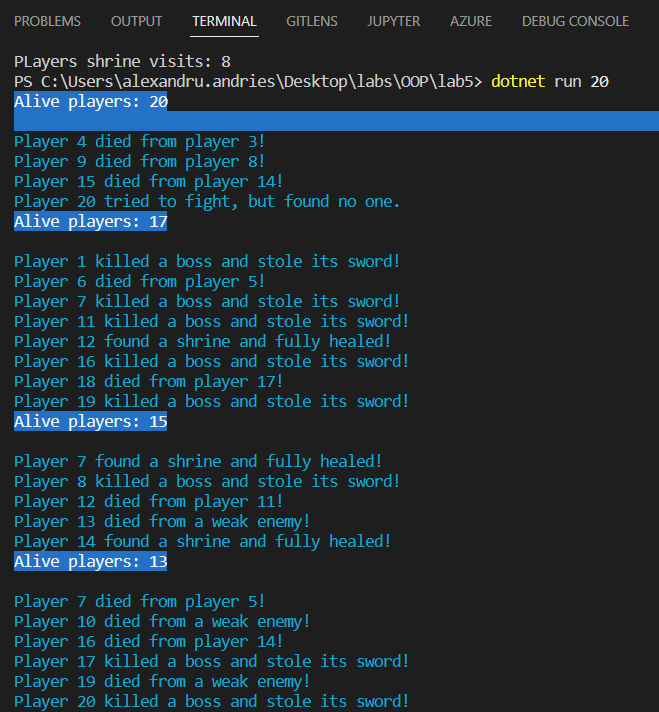 PROBLEMS OUTPUT TERMINAL GITLENS JUPYTER AZURE DEBUG CONSOLE
PLayers shrine visits: 8
PS C:\Users\alexandru.andries\Desktop\labs\OOP\lab5> dotnet run 20
Alive players: 20
Player 4 died from player 3!
Player 9 died from player 8!
Player 15 died from player 14!
Player 20 tried to fight, but found no one.
Alive players: 17
Player 1 killed a boss and stole its sword!
Player 6 died from player 5!
Player 7 killed a boss and stole its sword!
Player 11 killed a boss and stole its sword!
Player 12 found a shrine and fully healed!
Player 16 killed a boss and stole its sword!
Player 18 died from player 17!
Player 19 killed a boss and stole its sword!
Alive players: 15
Player 7 found a shrine and fully healed!
Player 8 killed a boss and stole its sword!
Player 12 died from player 11!
Player 13 died from a weak enemy!
Player 14 found a shrine and fully healed!
Alive players: 13
Player 7 died from player 5!
Player 10 died from a weak enemy!
Player 16 died from player 14!
Player 17 killed a boss and stole its sword!
Player 19 died from a weak enemy!
Player 20 killed a boss and stole its sword!